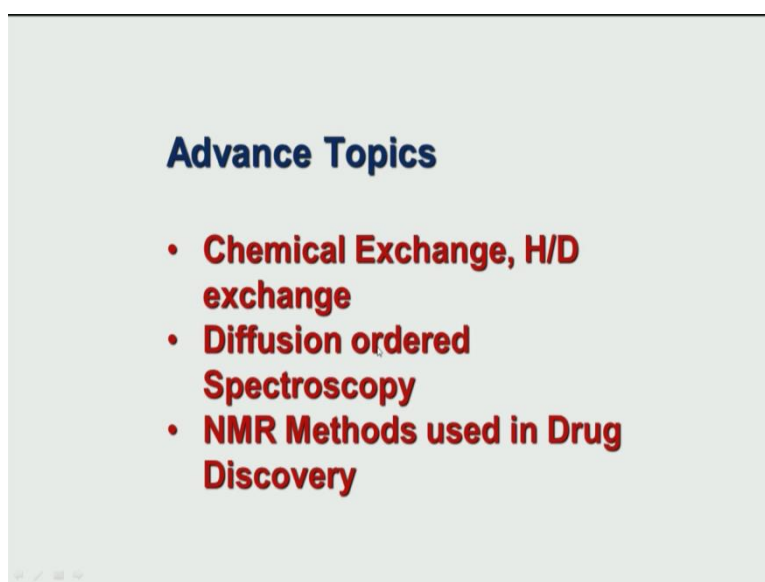 Advance Topics
• Chemical Exchange, H/D
exchange
• Diffusion ordered
Spectroscopy
• NMR Methods used in Drug
Discovery